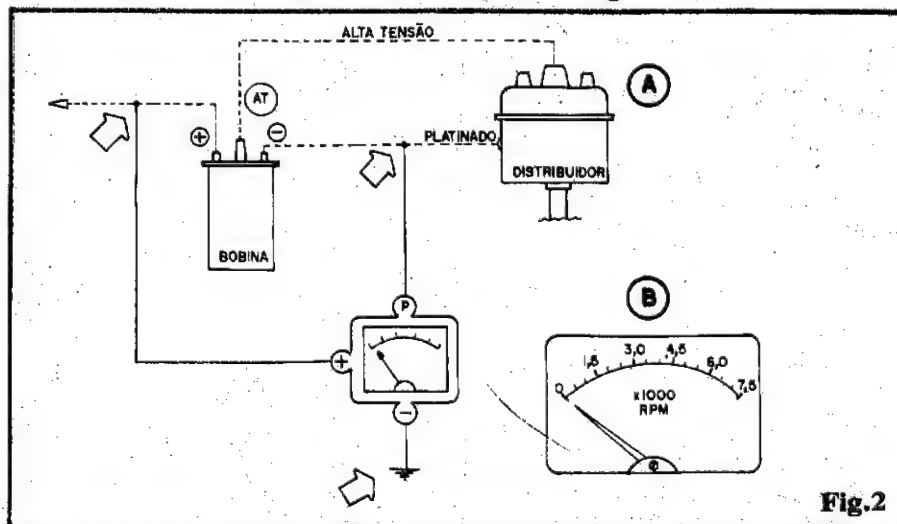 ALTA TENSÃO
A
AT
+
−
PLATINADO
DISTRIBUIDOR
BOBINA
P
+
−
B
0 1,5 3,0 4,5 6,0 7,5
x1000
RPM
Fig.2